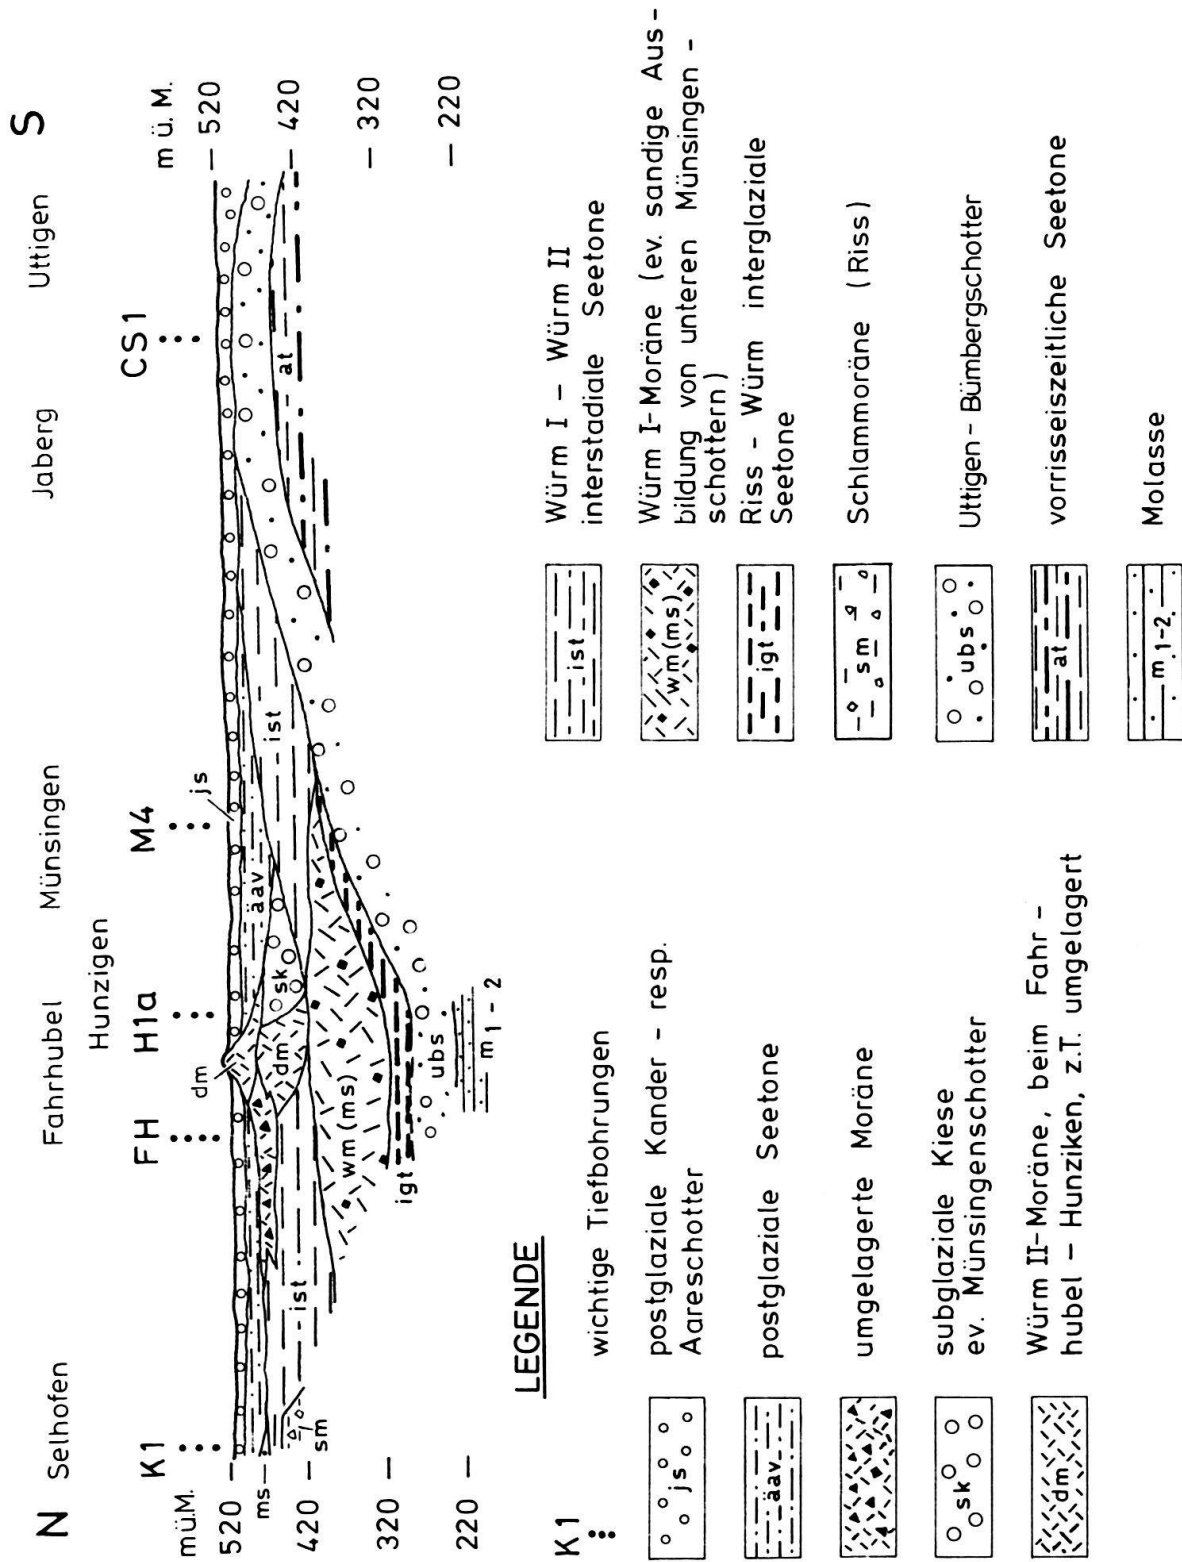 N
S
Selhofen
Fahrhubel
Münsingen
Jaberg
Uttigen
Hunzigen
K1
FH
H1a
M4
CS1
m ü.M.
520
ms
420
320
220
m ü. M.
520
420
320
220
dm
js
äav
sk
dm
ist
ist
sm
wm (ms)
igt
ubs
m 1-2
at
LEGENDE
K1
wichtige Tiefbohrungen
js
postglaziale Kander - resp.
Aareschotter
äav
postglaziale Seetone
umgelagerte Moräne
sk
subglaziale Kiese
ev. Münsingenschotter
dm
Würm II-Moräne, beim Fahr -
hubel – Hunziken, z.T. umgelagert
ist
Würm I – Würm II
interstadiale Seetone
wm (ms)
Würm I-Moräne (ev. sandige Aus -
bildung von unteren Münsingen -
schottern)
igt
Riss - Würm interglaziale
Seetone
sm
Schlammoräne (Riss)
ubs
Uttigen - Bümbergschotter
at
vorrisseiszeitliche Seetone
m 1-2
Molasse